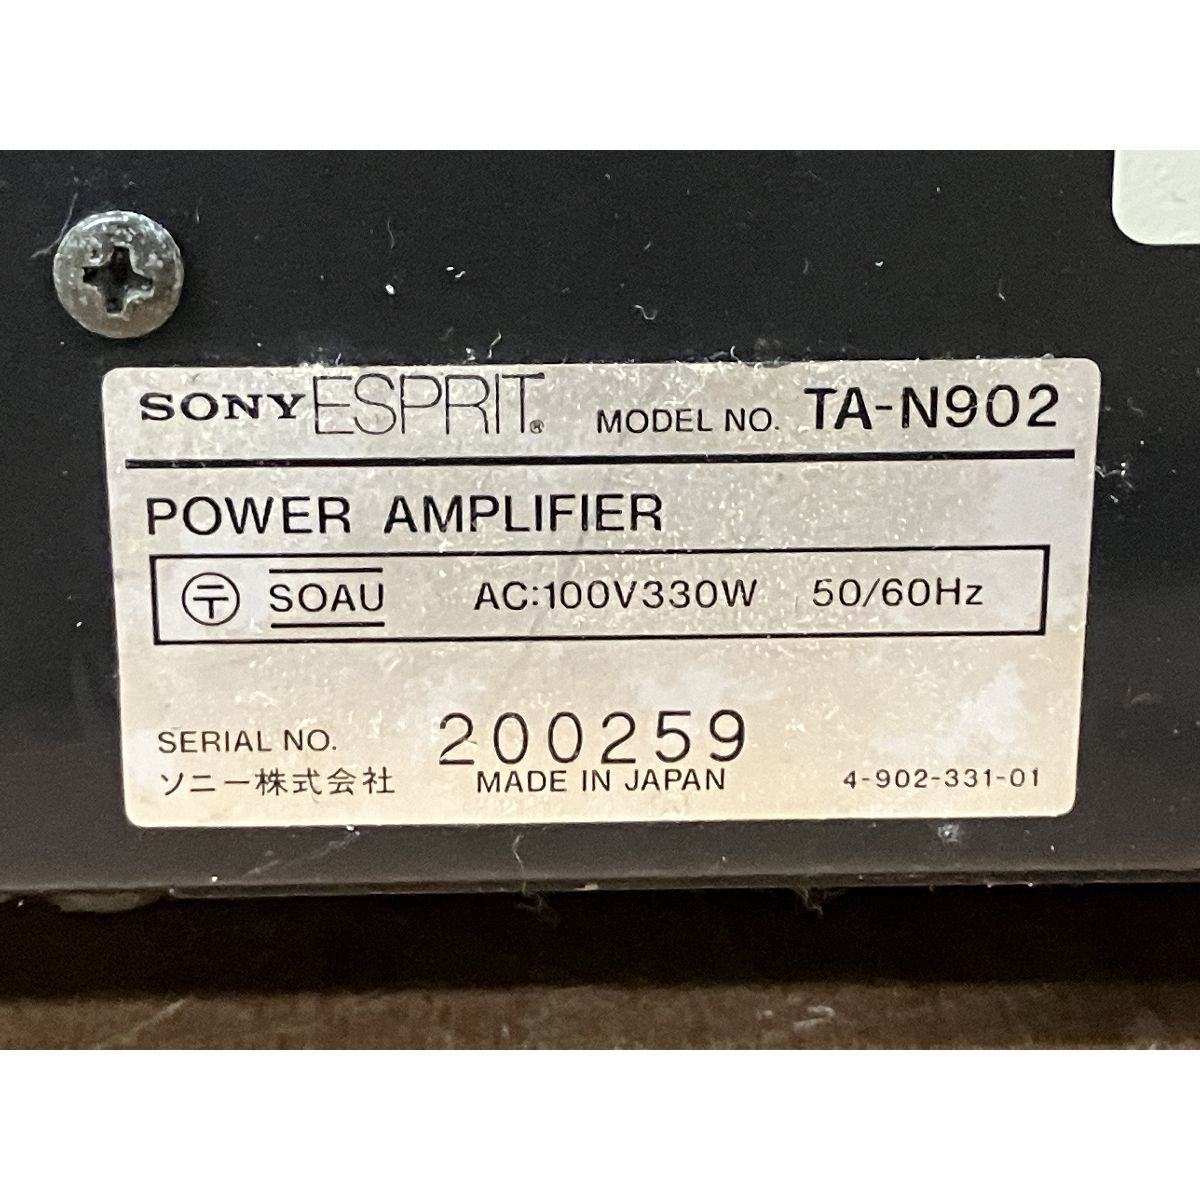 SONY ESPRIT® MODEL NO. TA-N902
POWER AMPLIFIER
〒 SOAU AC:100V330W 50/60Hz
SERIAL NO. 200259
ソニー株式会社 MADE IN JAPAN 4-902-331-01